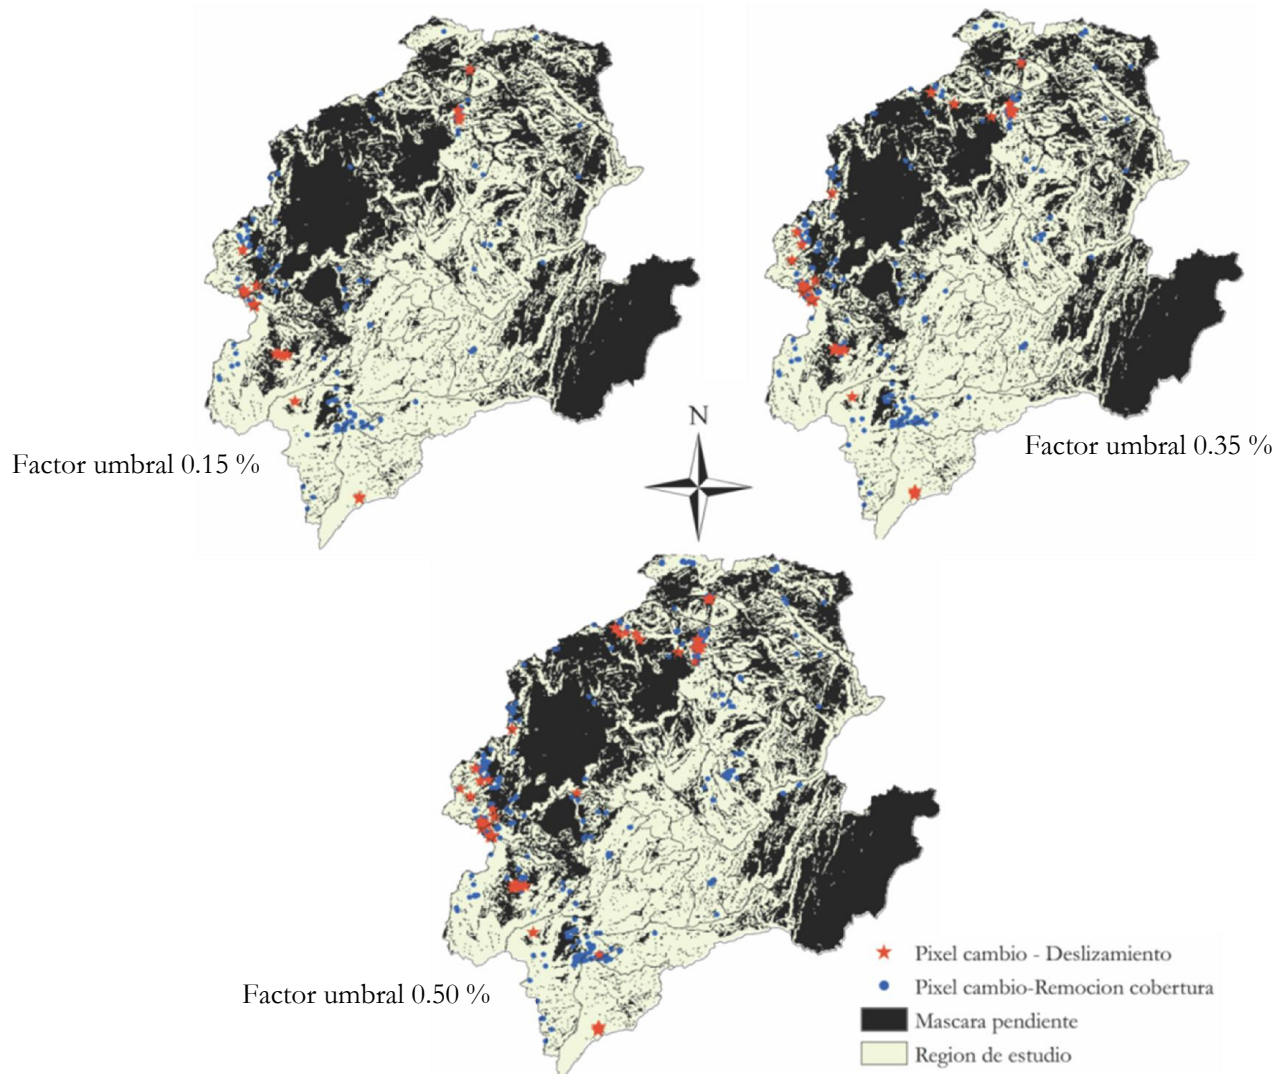 Factor umbral 0.15 %
Factor umbral 0.35 %
N
Factor umbral 0.50 %
Pixel cambio - Deslizamiento
Pixel cambio-Remocion cobertura
Mascara pendiente
Region de estudio